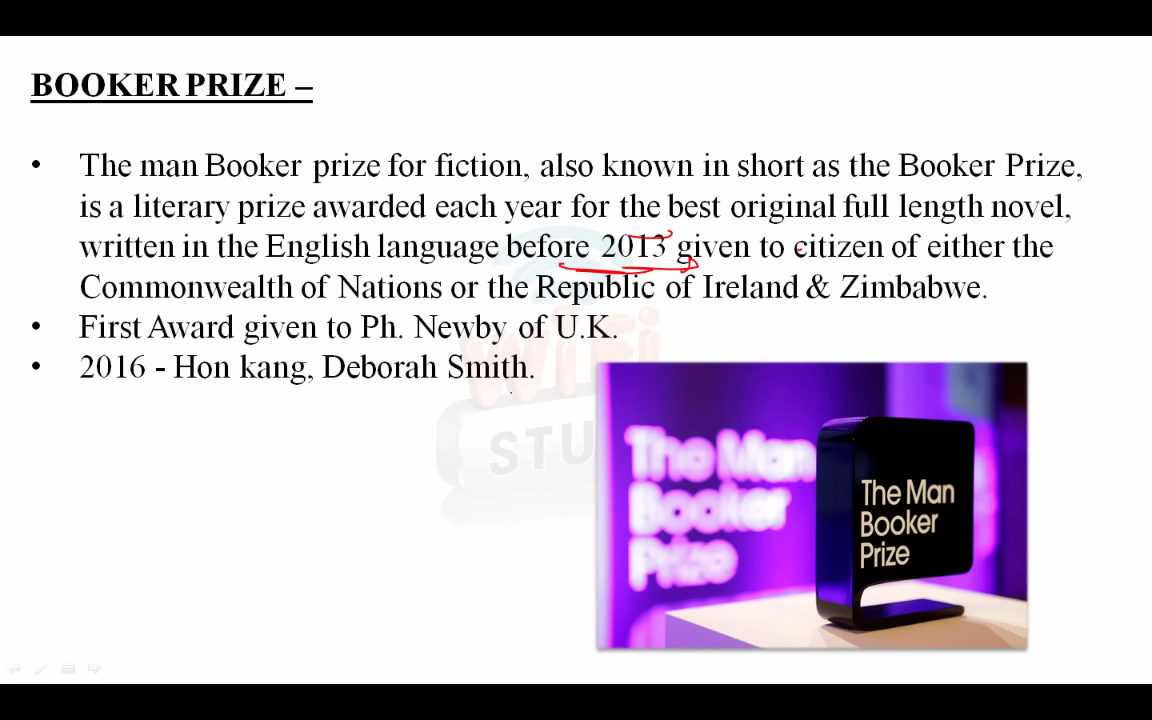 BOOKER PRIZE –
• The man Booker prize for fiction, also known in short as the Booker Prize,
is a literary prize awarded each year for the best original full length novel,
written in the English language before 2013 given to citizen of either the
Commonwealth of Nations or the Republic of Ireland & Zimbabwe.
• First Award given to Ph. Newby of U.K.
• 2016 - Hon kang, Deborah Smith.
WiFi
STU
The Man
Booker
Prize
The Man
Booker
Prize